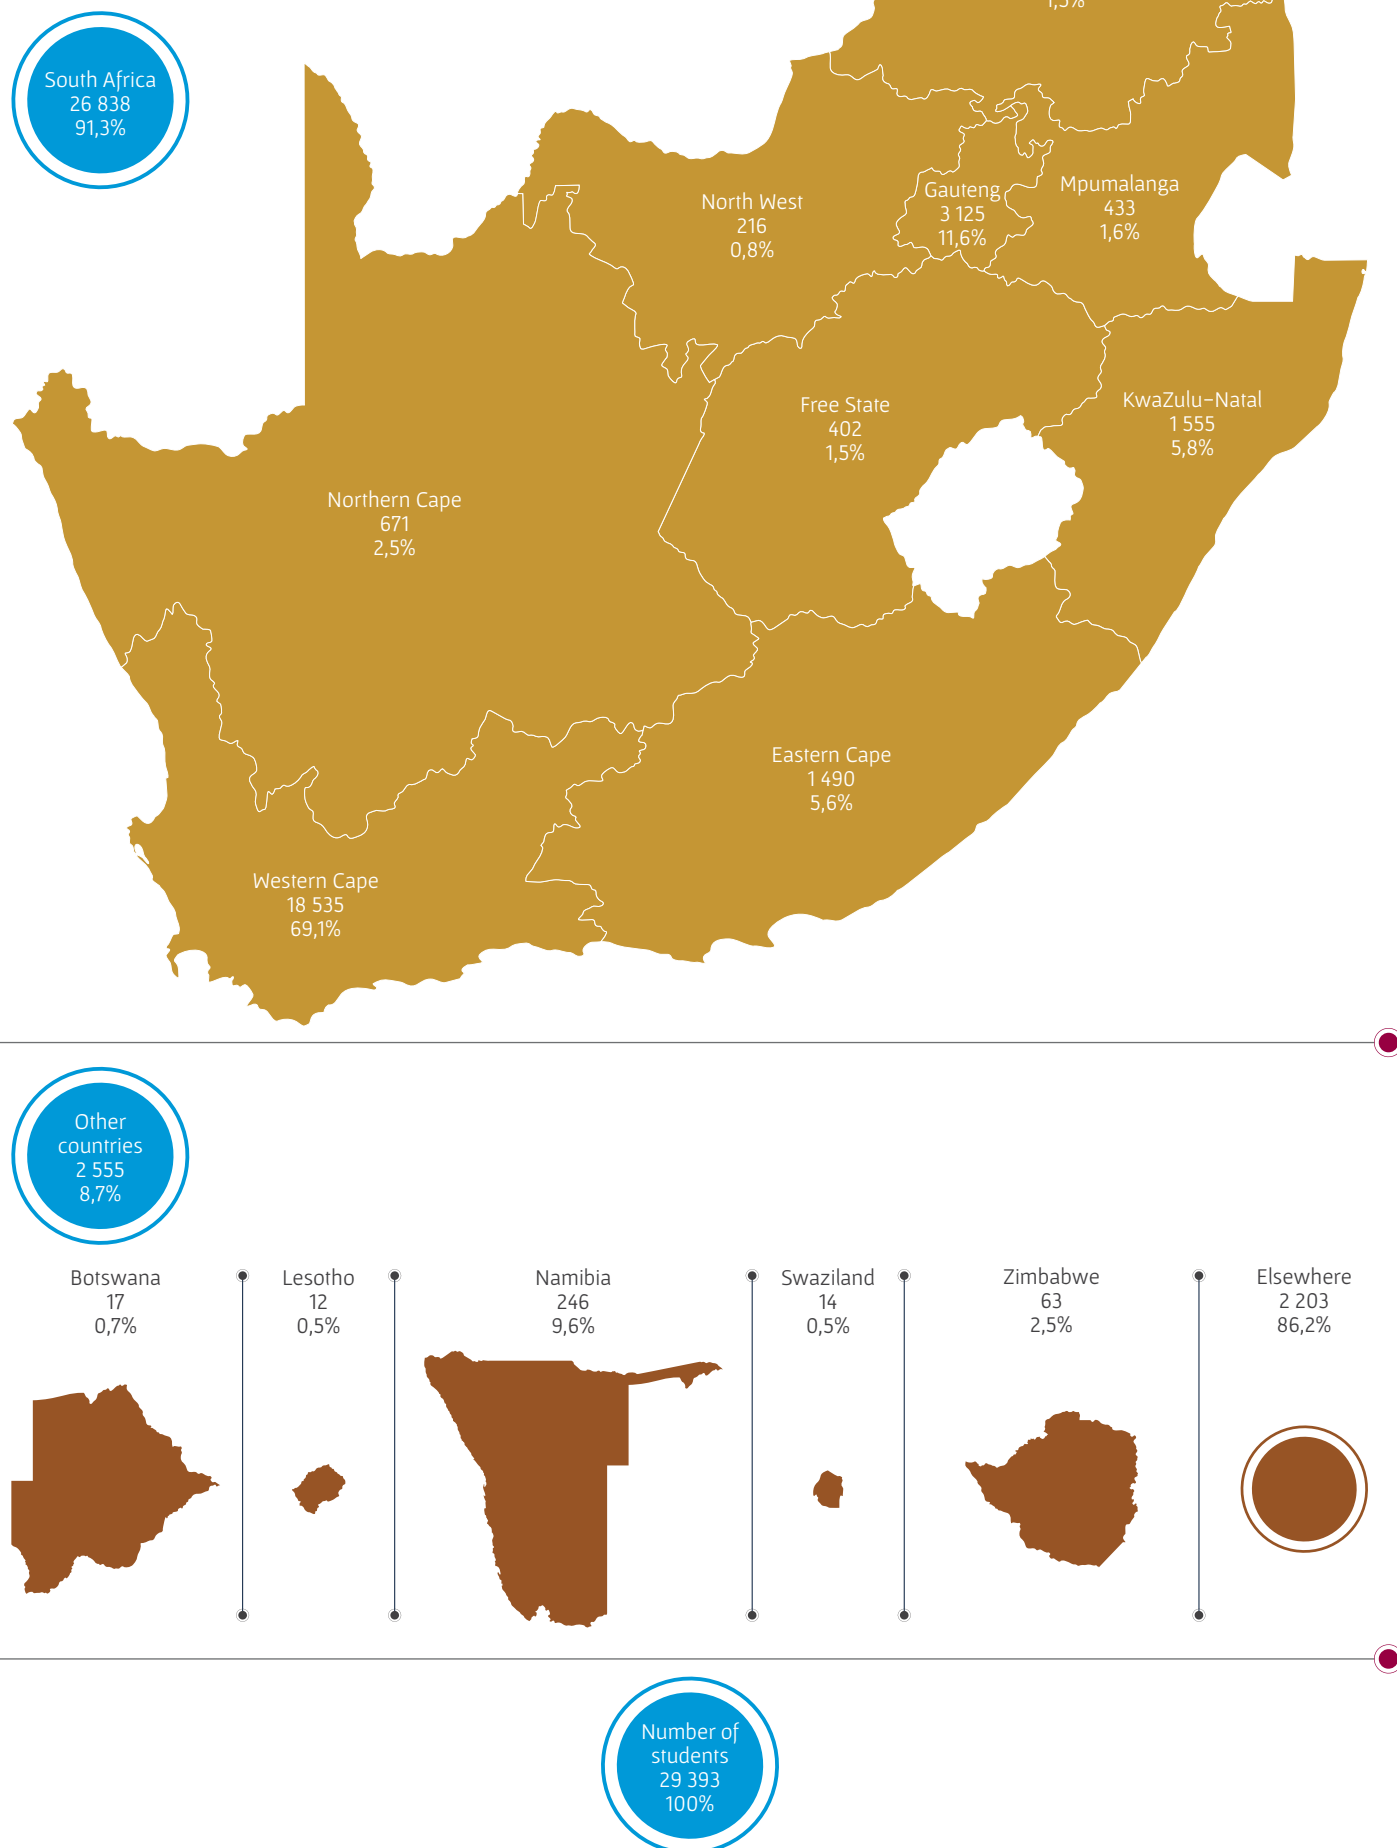 1,5%
South Africa
26 838
91,3%
North West
216
0,8%
Gauteng
3 125
11,6%
Mpumalanga
433
1,6%
Free State
402
1,5%
KwaZulu–Natal
1 555
5,8%
Northern Cape
671
2,5%
Eastern Cape
1 490
5,6%
Western Cape
18 535
69,1%
Other
countries
2 555
8,7%
Botswana
17
0,7%
Lesotho
12
0,5%
Namibia
246
9,6%
Swaziland
14
0,5%
Zimbabwe
63
2,5%
Elsewhere
2 203
86,2%
Number of
students
29 393
100%